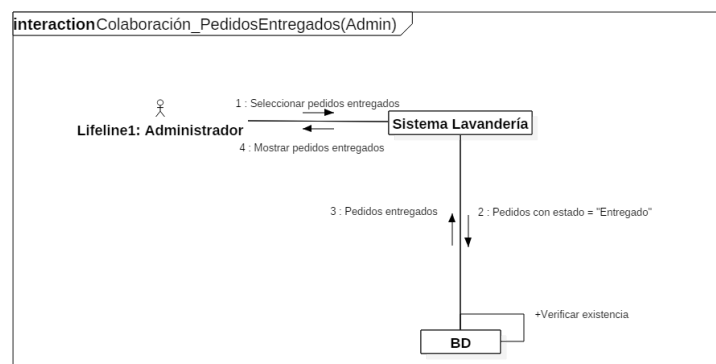 interaction Colaboración_PedidosEntregados(Admin)
1 : Seleccionar pedidos entregados
Lifeline1: Administrador
Sistema Lavandería
4 : Mostrar pedidos entregados
3 : Pedidos entregados
2 : Pedidos con estado = "Entregado"
+Verificar existencia
BD